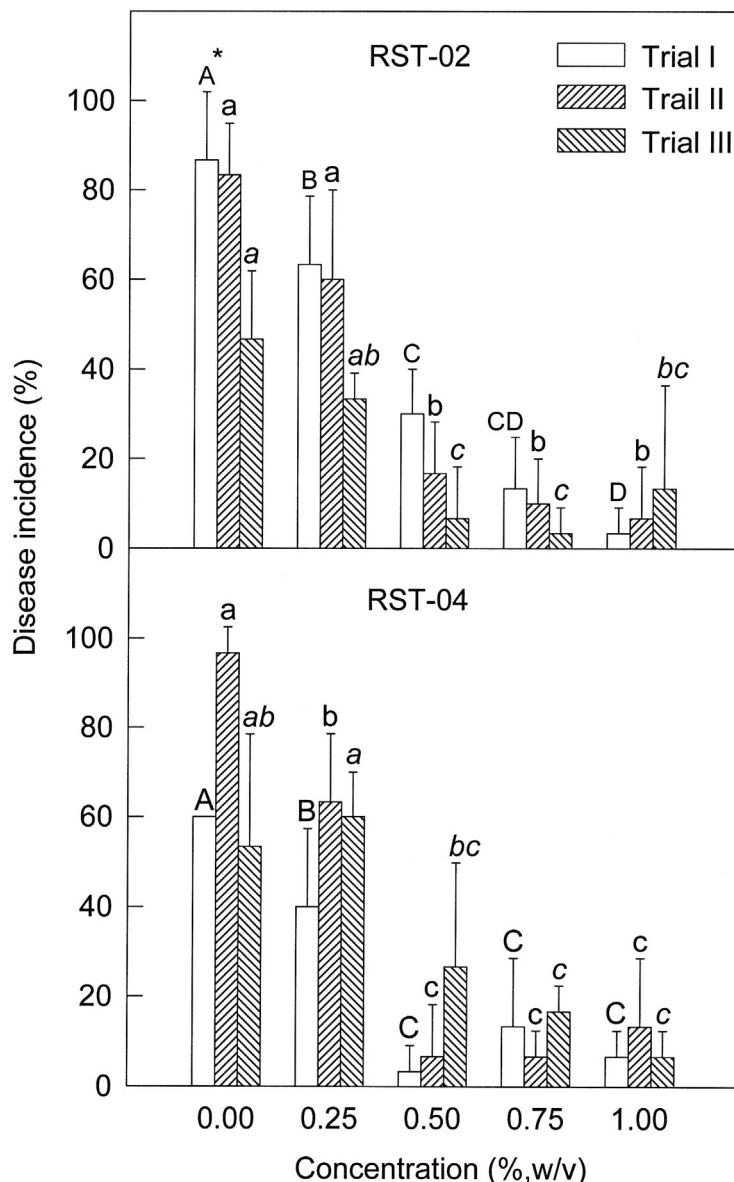 RST-02
Trial I
Trail II
Trial III
100
80
60
40
20
0
A* a a
B a ab
C b c
CD b c
D b bc
Disease incidence (%)
RST-04
100
80
60
40
20
0
A a ab
B b a
C c bc
C c c
C c c
0.00 0.25 0.50 0.75 1.00
Concentration (%,w/v)